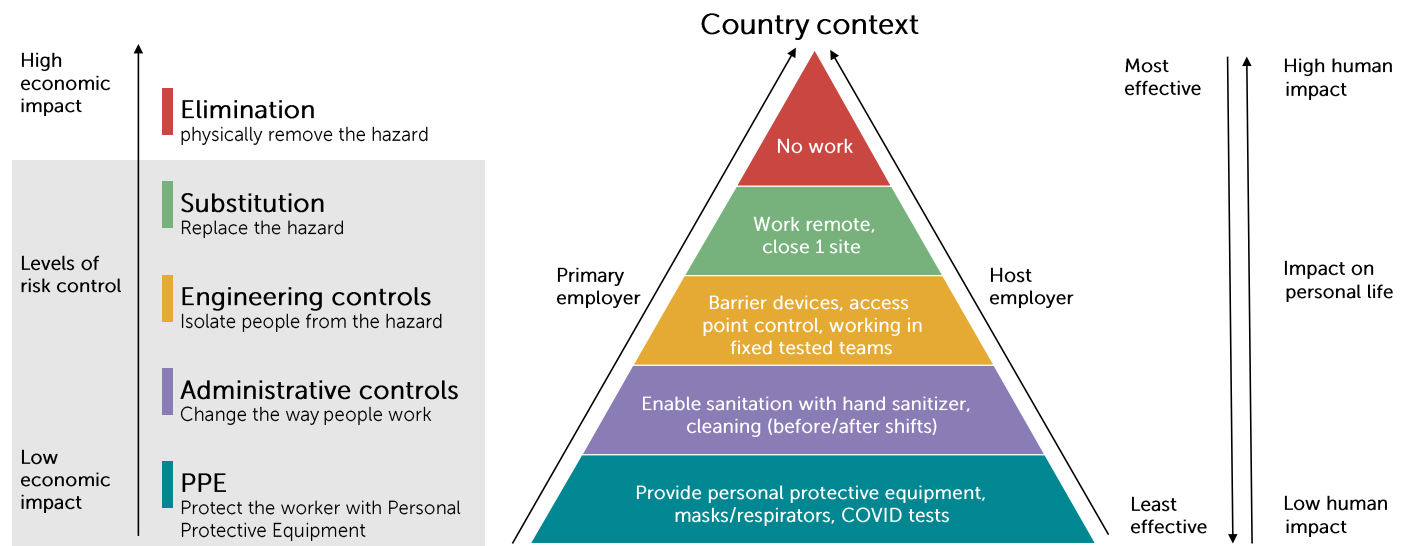 Country context
High
economic
impact
Elimination
physically remove the hazard
Substitution
Replace the hazard
Levels of
risk control
Engineering controls
Isolate people from the hazard
Administrative controls
Change the way people work
Low
economic
impact
PPE
Protect the worker with Personal
Protective Equipment
No work
Work remote,
close 1 site
Primary
employer
Host
employer
Barrier devices, access
point control, working in
fixed tested teams
Enable sanitation with hand sanitizer,
cleaning (before/after shifts)
Provide personal protective equipment,
masks/respirators, COVID tests
Most
effective
Least
effective
High human
impact
Impact on
personal life
Low human
impact